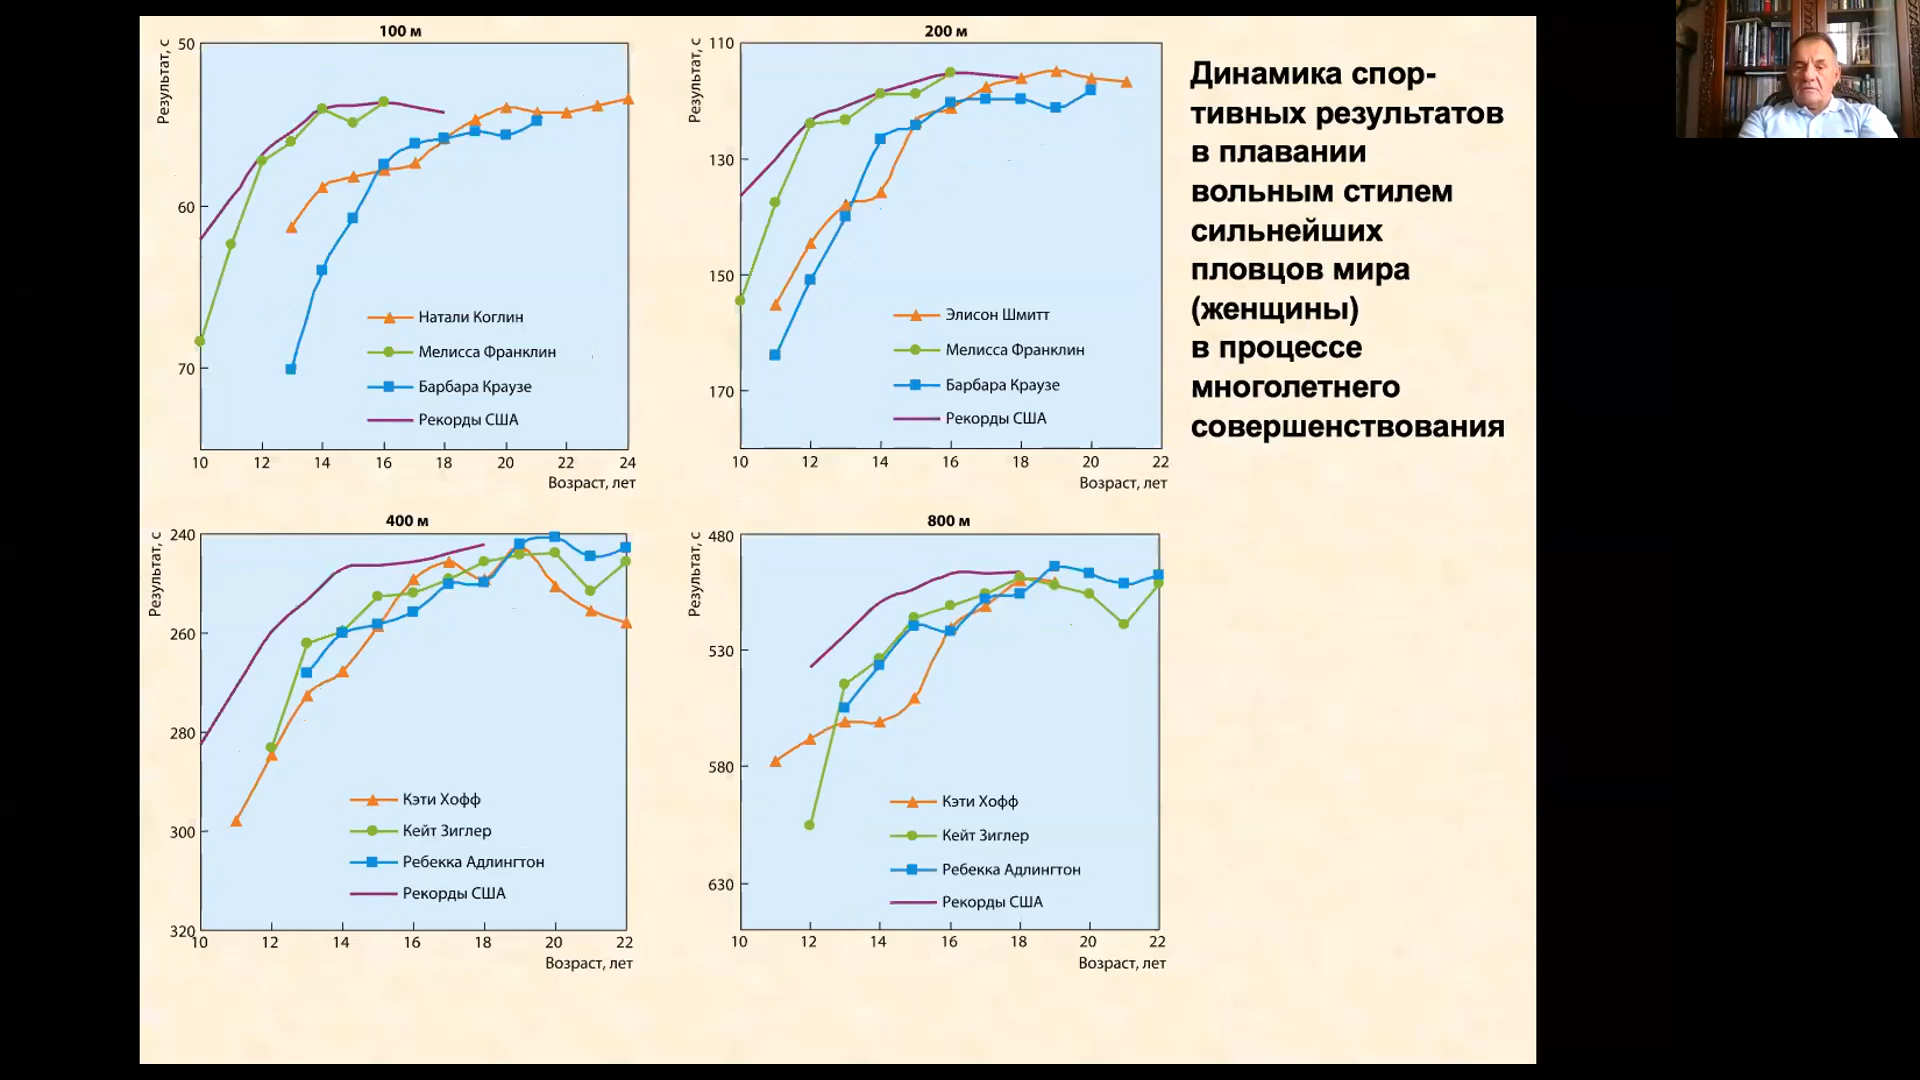 100 м
Результат, с
50
60
70
Натали Коглин
Мелисса Франклин
Барбара Краузе
Рекорды США
10 12 14 16 18 20 22 24
Возраст, лет
200 м
Результат, с
110
130
150
170
Элисон Шмитт
Мелисса Франклин
Барбара Краузе
Рекорды США
10 12 14 16 18 20 22
Возраст, лет
Динамика спор-
тивных результатов
в плавании
вольным стилем
сильнейших
пловцов мира
(женщины)
в процессе
многолетнего
совершенствования
400 м
Результат, с
240
260
280
300
320
Кэти Хофф
Кейт Зиглер
Ребекка Адлингтон
Рекорды США
10 12 14 16 18 20 22
Возраст, лет
800 м
Результат, с
480
530
580
630
Кэти Хофф
Кейт Зиглер
Ребекка Адлингтон
Рекорды США
10 12 14 16 18 20 22
Возраст, лет